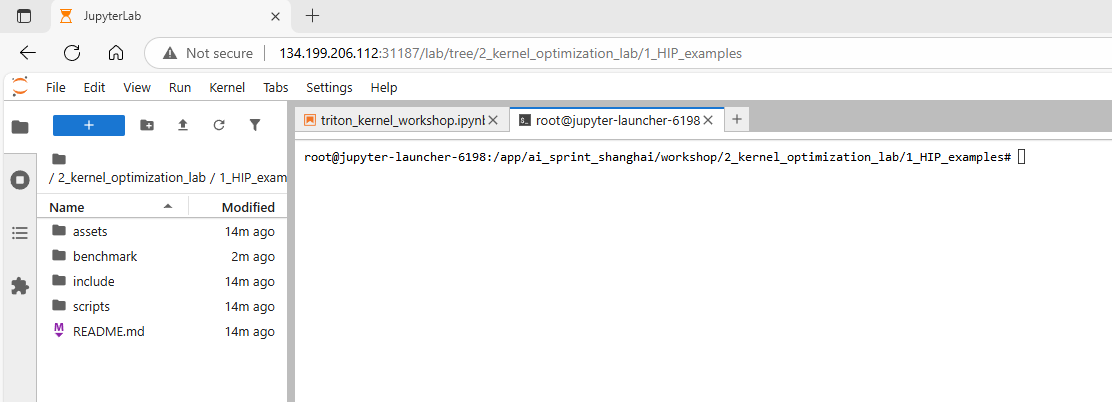 JupyterLab
Not secure 134.199.206.112:31187/lab/tree/2_kernel_optimization_lab/1_HIP_examples
File Edit View Run Kernel Tabs Settings Help
triton_kernel_workshop.ipynb root@jupyter-launcher-6198
root@jupyter-launcher-6198:/app/ai_sprint_shanghai/workshop/2_kernel_optimization_lab/1_HIP_examples#
/ 2_kernel_optimization_lab / 1_HIP_exam
Name Modified
assets 14m ago
benchmark 2m ago
include 14m ago
scripts 14m ago
README.md 14m ago